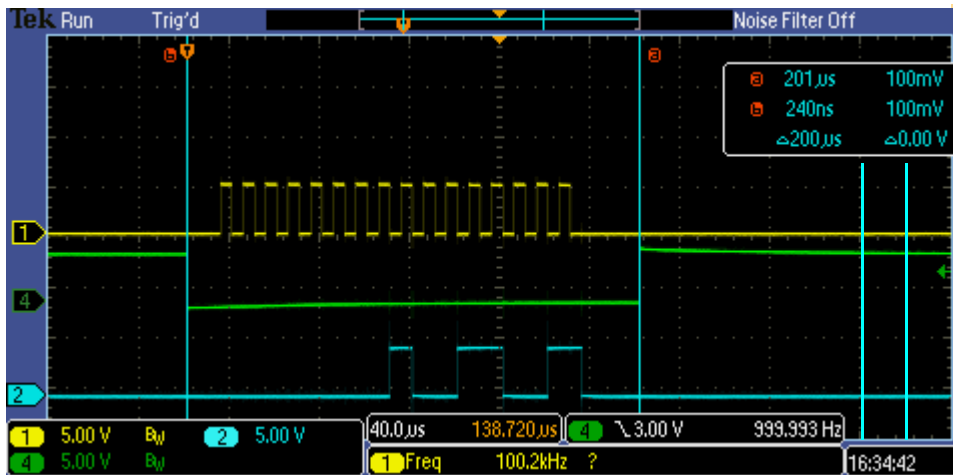 Tek Run Trig'd Noise Filter Off
b T a
a 201µs 100mV
b 240ns 100mV
△200µs △0.00 V
1
4
2
1 5.00 V BW 2 5.00 V 40.0µs 138.720µs 4 \ 3.00 V 999.993 Hz
4 5.00 V BW 1 Freq 100.2kHz ? 16:34:42